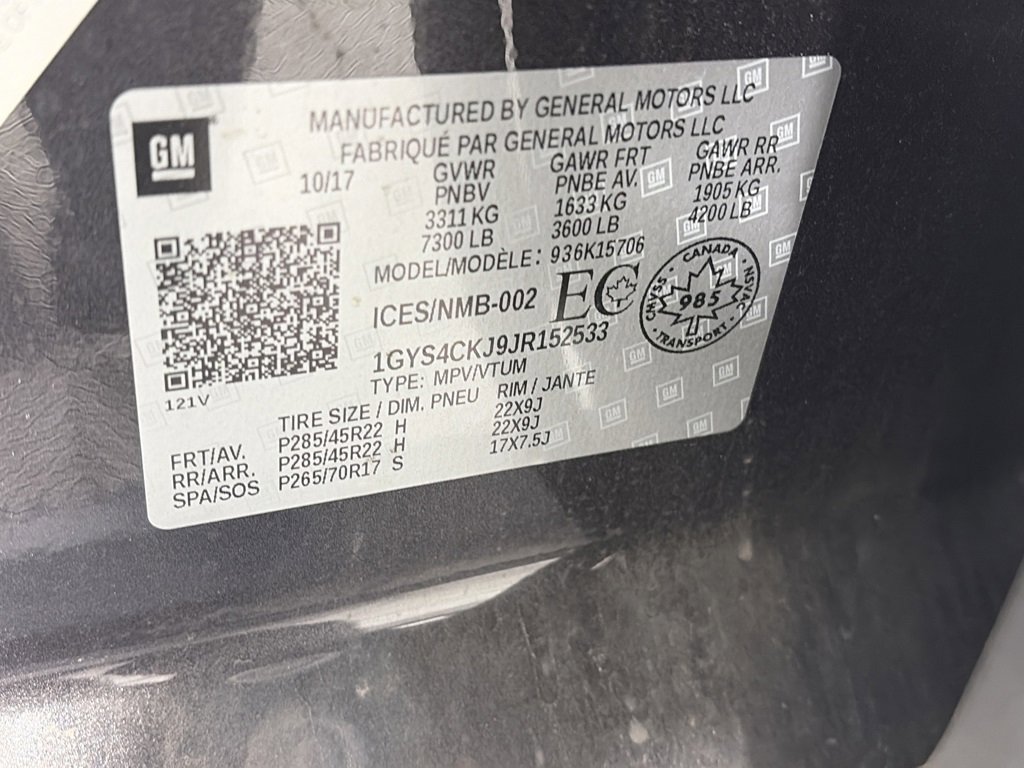 MANUFACTURED BY GENERAL MOTORS LLC
FABRIQUÉ PAR GENERAL MOTORS LLC
GM
10/17
GVWR GAWR FRT GAWR RR
PNBV PNBE AV. PNBE ARR.
3311 KG 1633 KG 1905 KG
7300 LB 3600 LB 4200 LB
MODEL/MODÈLE: 936K15706
ICES/NMB-002 EC
CANADA
CMVSS 985 NSVAC
TRANSPORT
1GYS4CKJ9JR152533
TYPE: MPV/VTUM
121V
TIRE SIZE / DIM. PNEU RIM / JANTE
FRT/AV. P285/45R22 H 22X9J
RR/ARR. P285/45R22 H 22X9J
SPA/SOS P265/70R17 S 17X7.5J